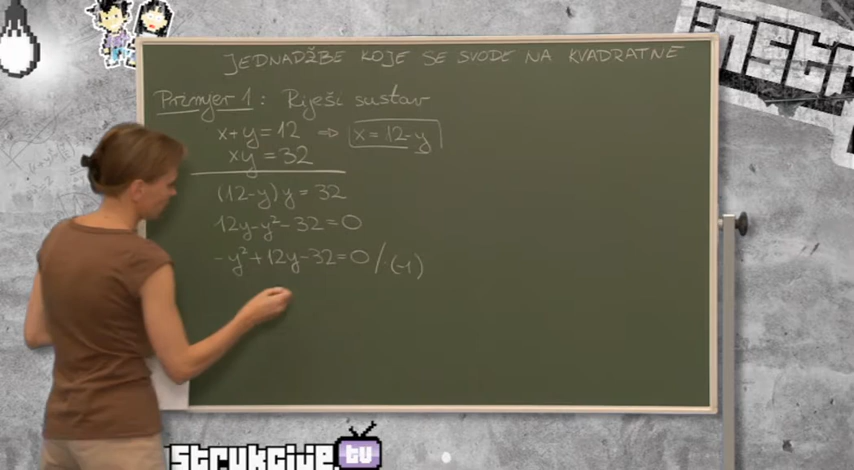 JEDNADŽBE KOJE SE SVODE NA KVADRATNE
Primjer 1: Riješi sustav
x+y=12 ⇒ x=12-y
xy=32
(12-y)y=32
12y-y²-32=0
-y²+12y-32=0/·(-1)
STRUKCIJE tv